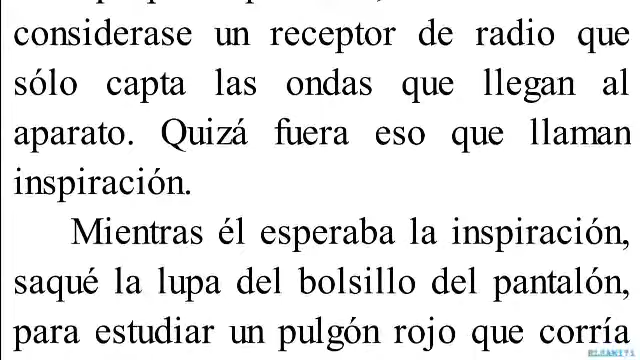 considerase un receptor de radio que
sólo capta las ondas que llegan al
aparato. Quizá fuera eso que llaman
inspiración.
Mientras él esperaba la inspiración,
saqué la lupa del bolsillo del pantalón,
para estudiar un pulgón rojo que corría